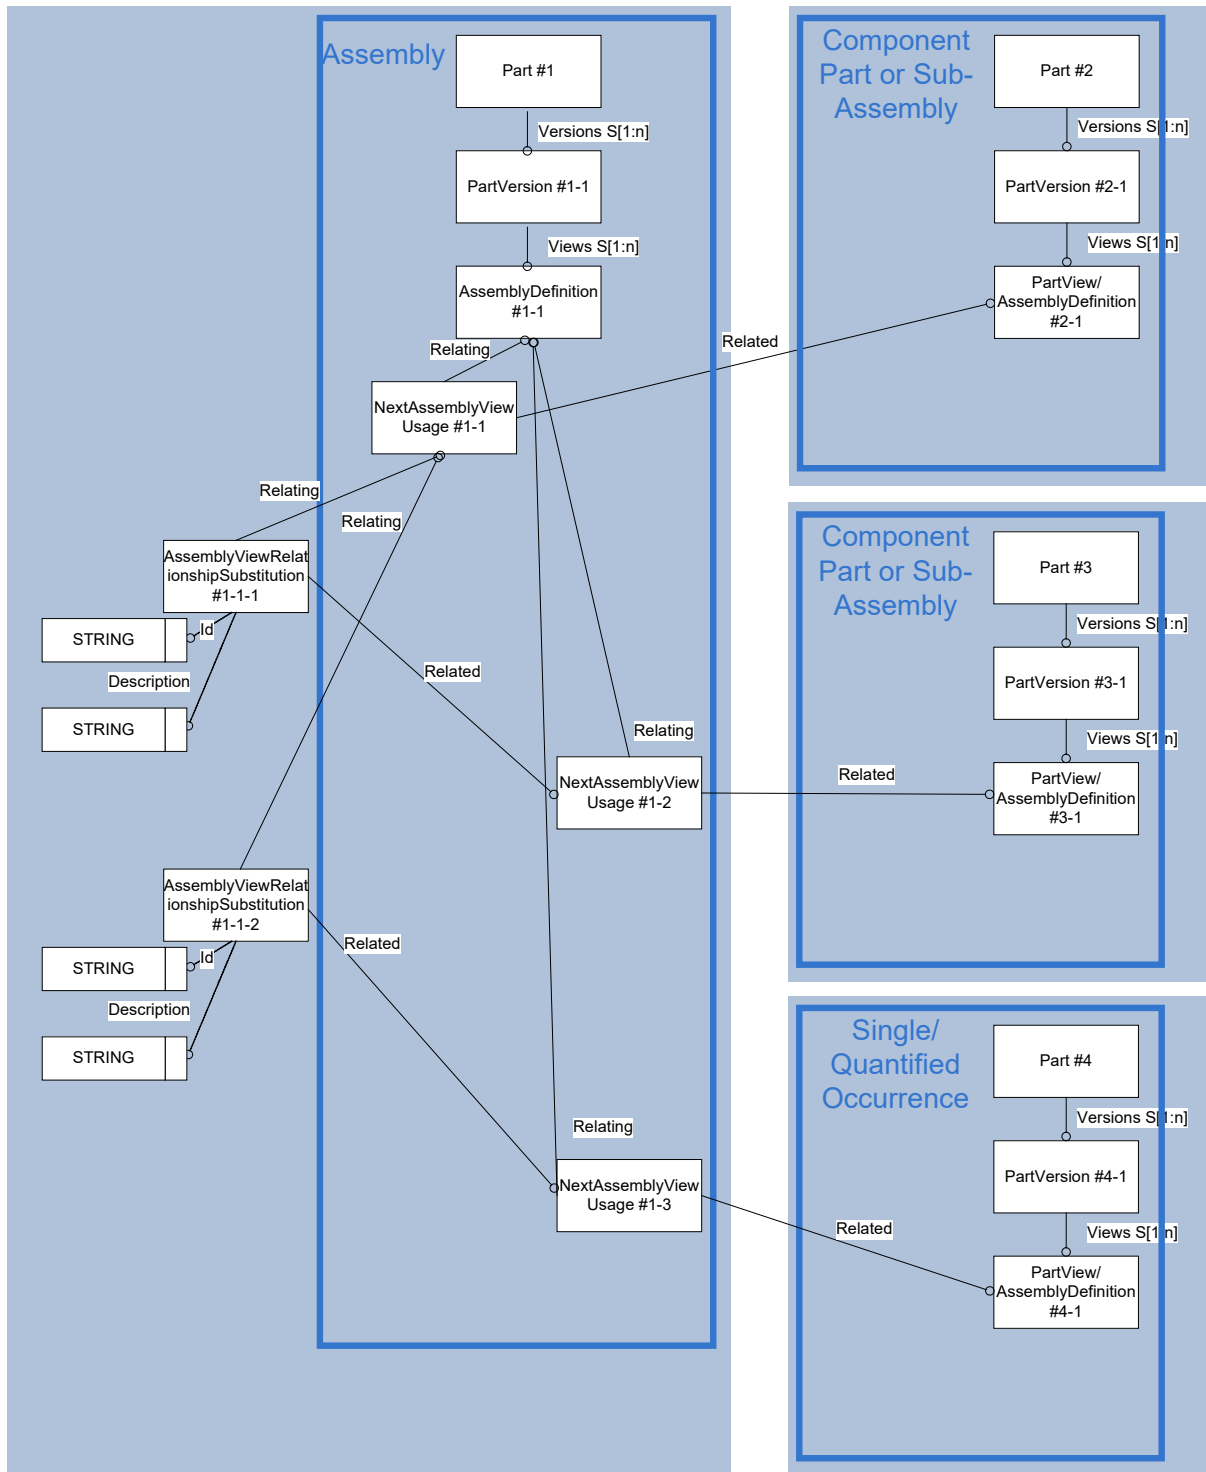 Assembly
Part #1
Versions S[1:n]
PartVersion #1-1
Views S[1:n]
AssemblyDefinition
#1-1
Relating
NextAssemblyView
Usage #1-1
Related
Relating
Relating
AssemblyViewRelat
ionshipSubstitution
#1-1-1
Id
STRING
Description
STRING
Related
Relating
NextAssemblyView
Usage #1-2
Related
AssemblyViewRelat
ionshipSubstitution
#1-1-2
Id
STRING
Description
STRING
Related
Relating
NextAssemblyView
Usage #1-3
Related
Component
Part or Sub-
Assembly
Part #2
Versions S[1:n]
PartVersion #2-1
Views S[1:n]
PartView/
AssemblyDefinition
#2-1
Component
Part or Sub-
Assembly
Part #3
Versions S[1:n]
PartVersion #3-1
Views S[1:n]
PartView/
AssemblyDefinition
#3-1
Single/
Quantified
Occurrence
Part #4
Versions S[1:n]
PartVersion #4-1
Views S[1:n]
PartView/
AssemblyDefinition
#4-1